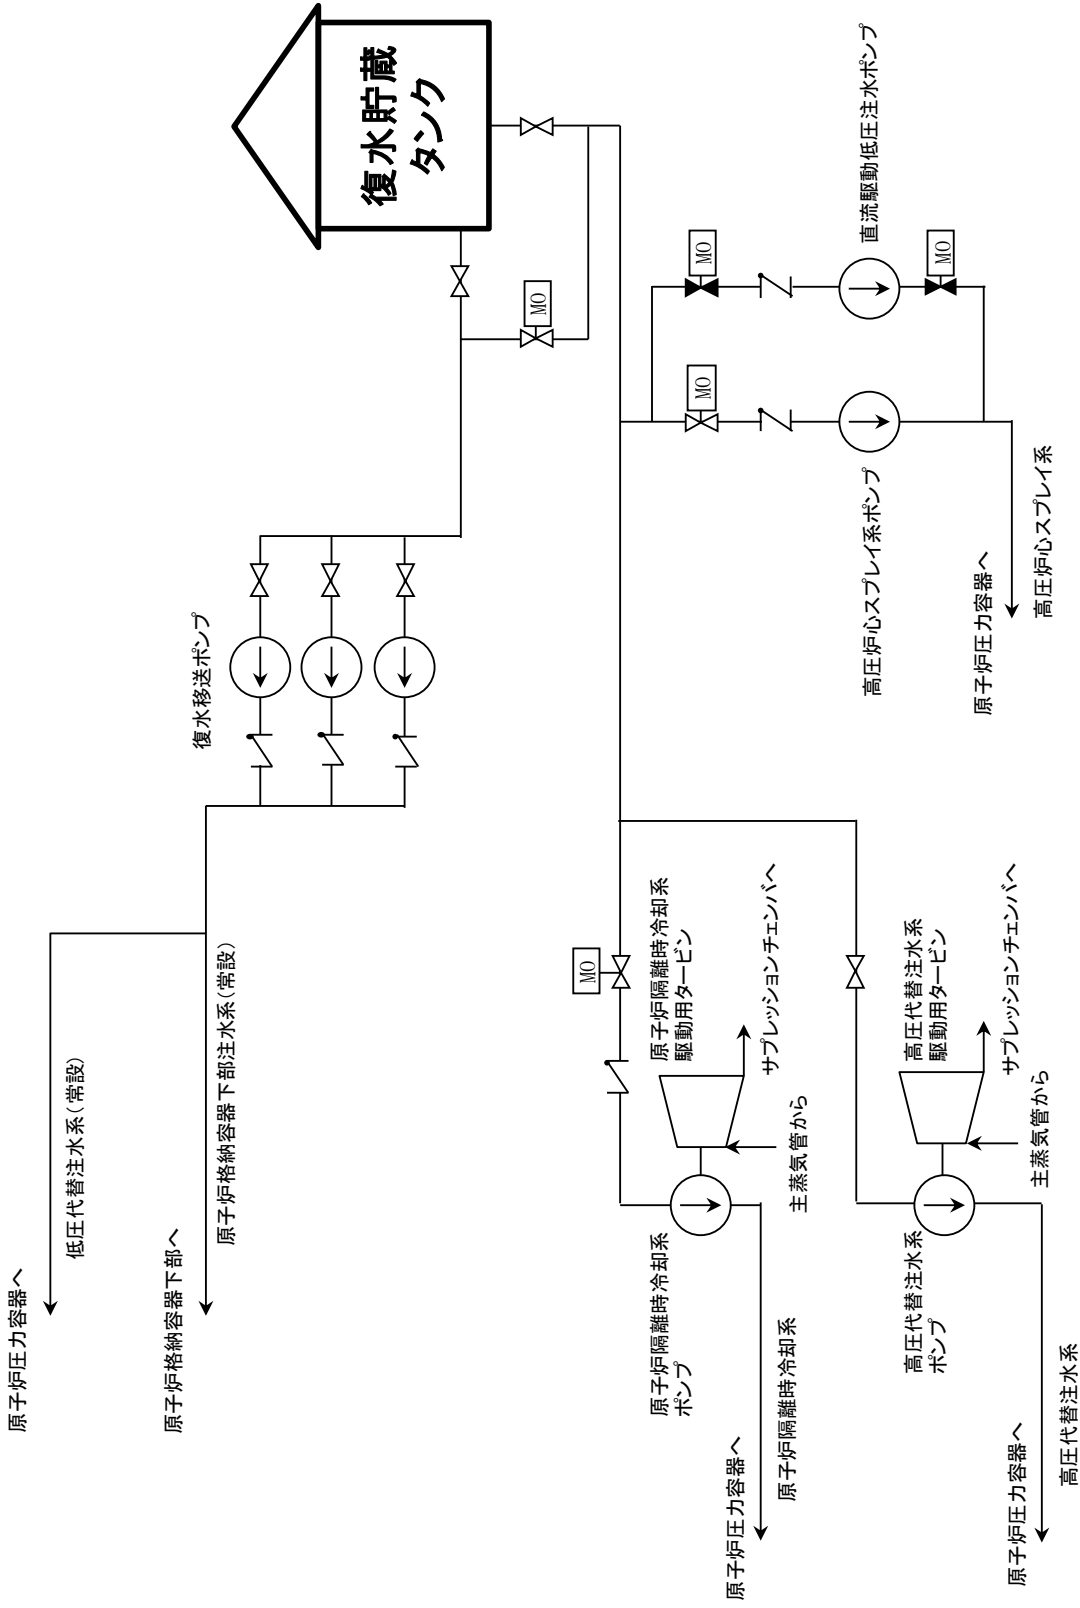 復水貯蔵
タンク
復水移送ポンプ
原子炉圧力容器へ
低圧代替注水系(常設)
原子炉格納容器下部へ
原子炉格納容器下部注水系(常設)
MO
MO
MO
MO
直流駆動低圧注水ポンプ
高圧炉心スプレイ系ポンプ
原子炉圧力容器へ
高圧炉心スプレイ系
MO
原子炉隔離時冷却系
駆動用タービン
サプレッションチェンバへ
主蒸気管から
原子炉隔離時冷却系
ポンプ
原子炉圧力容器へ
原子炉隔離時冷却系
高圧代替注水系
駆動用タービン
サプレッションチェンバへ
主蒸気管から
高圧代替注水系
ポンプ
原子炉圧力容器へ
高圧代替注水系